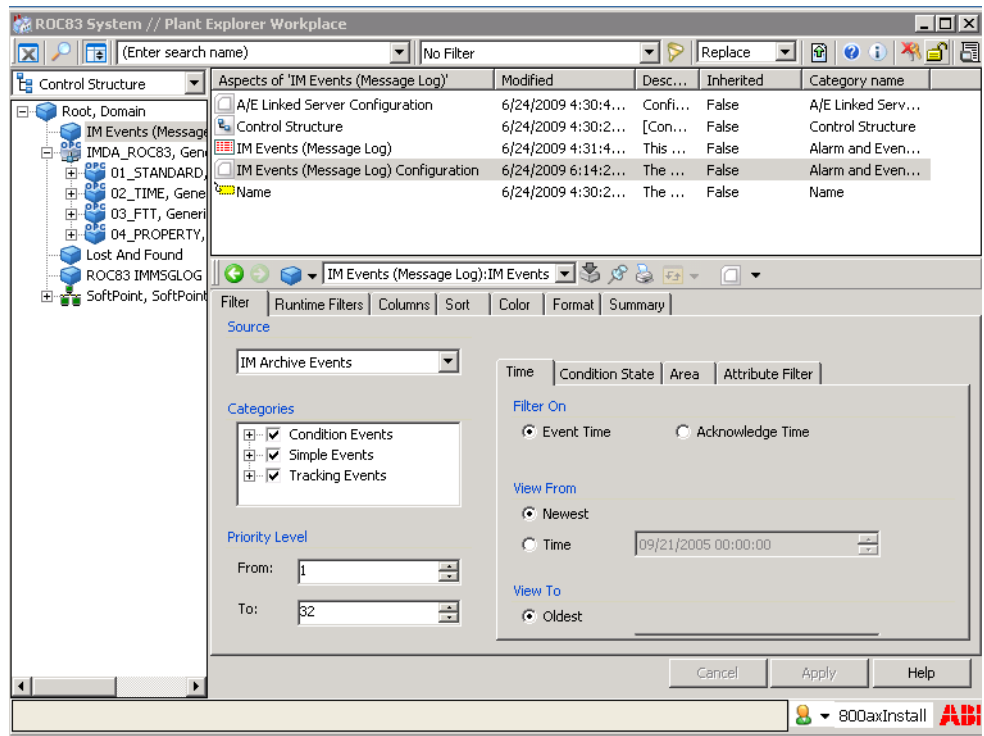 ROC83 System // Plant Explorer Workplace
(Enter search name) No Filter Replace
Control Structure
Root, Domain
IM Events (Message
IMDA_ROC83, Gen
01_STANDARD,
02_TIME, Gene
03_FTT, Generi
04_PROPERTY,
Lost And Found
ROC83 IMMSGLOG
SoftPoint, SoftPoint
Aspects of 'IM Events (Message Log)' Modified Desc... Inherited Category name
A/E Linked Server Configuration 6/24/2009 4:30:4... Confi... False A/E Linked Serv...
Control Structure 6/24/2009 4:30:2... [Con... False Control Structure
IM Events (Message Log) 6/24/2009 4:31:4... This ... False Alarm and Even...
IM Events (Message Log) Configuration 6/24/2009 6:14:2... The ... False Alarm and Even...
Name 6/24/2009 4:30:2... The ... False Name
IM Events (Message Log):IM Events
Filter Runtime Filters Columns Sort Color Format Summary
Source
IM Archive Events
Categories
Condition Events
Simple Events
Tracking Events
Priority Level
From: 1
To: 32
Time Condition State Area Attribute Filter
Filter On
Event Time Acknowledge Time
View From
Newest
Time 09/21/2005 00:00:00
View To
Oldest
Cancel Apply Help
800axInstall ABB